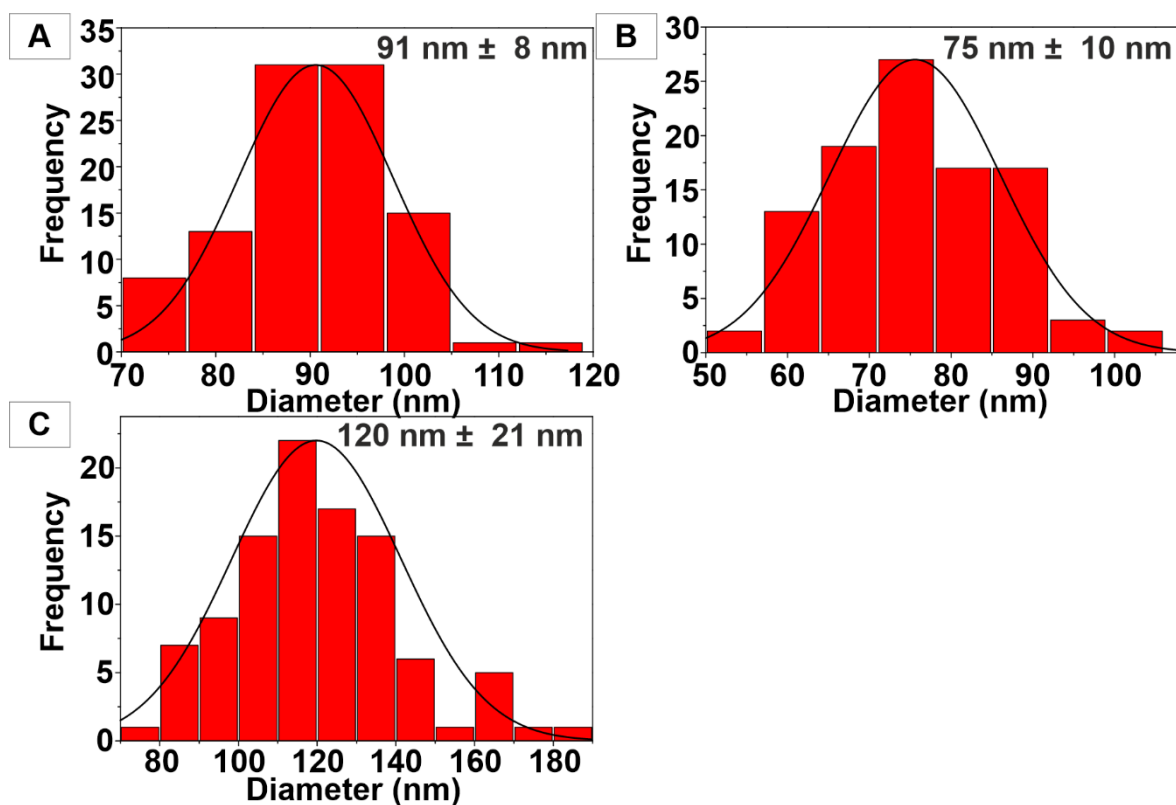 A
91 nm ± 8 nm
Frequency
35
30
25
20
15
10
5
0
70 80 90 100 110 120
Diameter (nm)
B
75 nm ± 10 nm
Frequency
30
25
20
15
10
5
0
50 60 70 80 90 100
Diameter (nm)
C
120 nm ± 21 nm
Frequency
20
15
10
5
0
80 100 120 140 160 180
Diameter (nm)